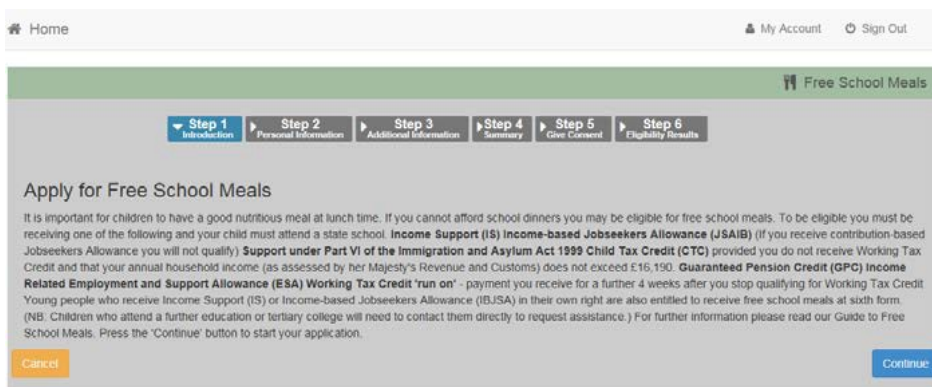 Home
My Account Sign Out
Free School Meals
Step 1 Step 2 Step 3 Step 4 Step 5 Step 6
Introduction Personal Information Additional Information Summary Give Consent Eligibility Results
Apply for Free School Meals
It is important for children to have a good nutritious meal at lunch time. If you cannot afford school dinners you may be eligible for free school meals. To be eligible you must be
receiving one of the following and your child must attend a state school. Income Support (IS) Income-based Jobseekers Allowance (JSAIB) (If you receive contribution-based
Jobseekers Allowance you will not qualify) Support under Part VI of the Immigration and Asylum Act 1999 Child Tax Credit (CTC) provided you do not receive Working Tax
Credit and that your annual household income (as assessed by her Majesty's Revenue and Customs) does not exceed £16,190. Guaranteed Pension Credit (GPC) Income
Related Employment and Support Allowance (ESA) Working Tax Credit 'run on' - payment you receive for a further 4 weeks after you stop qualifying for Working Tax Credit
Young people who receive Income Support (IS) or Income-based Jobseekers Allowance (IBJSA) in their own right are also entitled to receive free school meals at sixth form.
(NB: Children who attend a further education or tertiary college will need to contact them directly to request assistance.) For further information please read our Guide to Free
School Meals. Press the 'Continue' button to start your application.
Cancel Continue